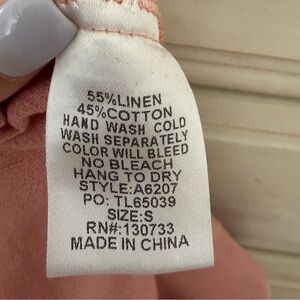 55%LINEN
45%COTTON
HAND WASH COLD
WASH SEPARATELY
COLOR WILL BLEED
NO BLEACH
HANG TO DRY
STYLE:A6207
PO: TL65039
SIZE:S
RN#:130733
MADE IN CHINA